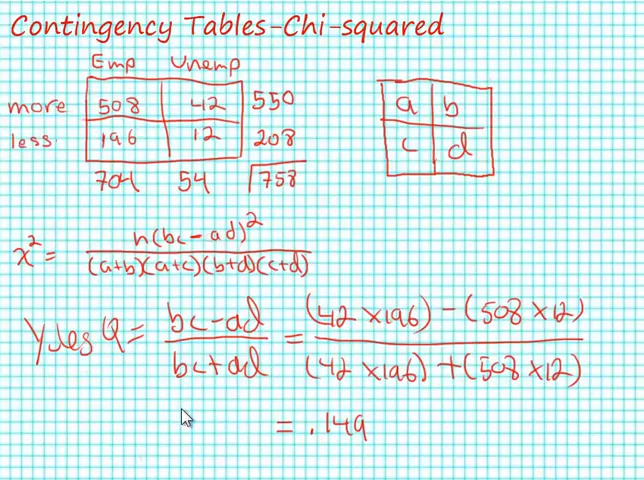 Contingency Tables-Chi-squared
Emp Unemp
more 508 42 550
less 196 12 208
704 54 758
a b
c d
x² = n(bc - ad)² / (a+b)(a+c)(b+d)(c+d)
Yules Q = bc - ad / bc + ad = (42 x 196) - (508 x 12) / (42 x 196) + (508 x 12)
= .149